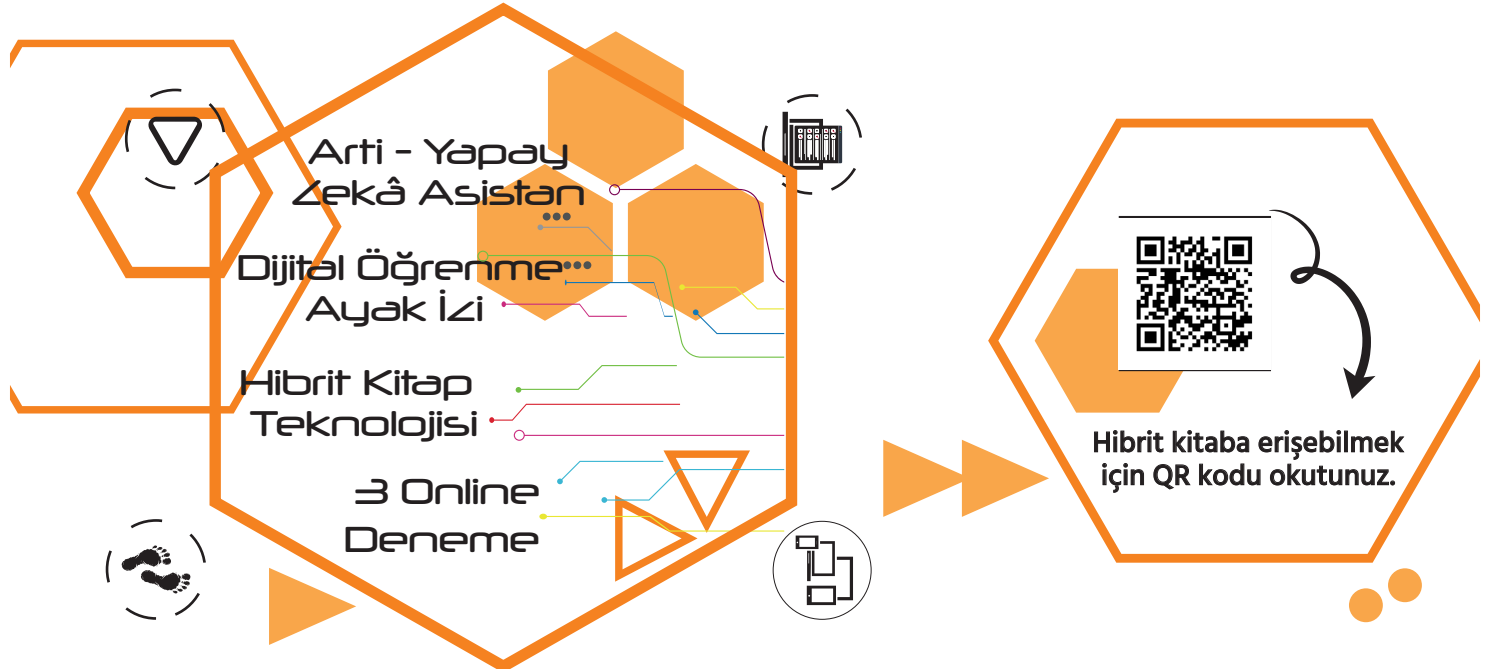 Arti - Yapay
Zekâ Asistan
Dijital Öğrenme
Ayak İzi
Hibrit Kitap
Teknolojisi
3 Online
Deneme
Hibrit kitaba erişebilmek
için QR kodu okutunuz.